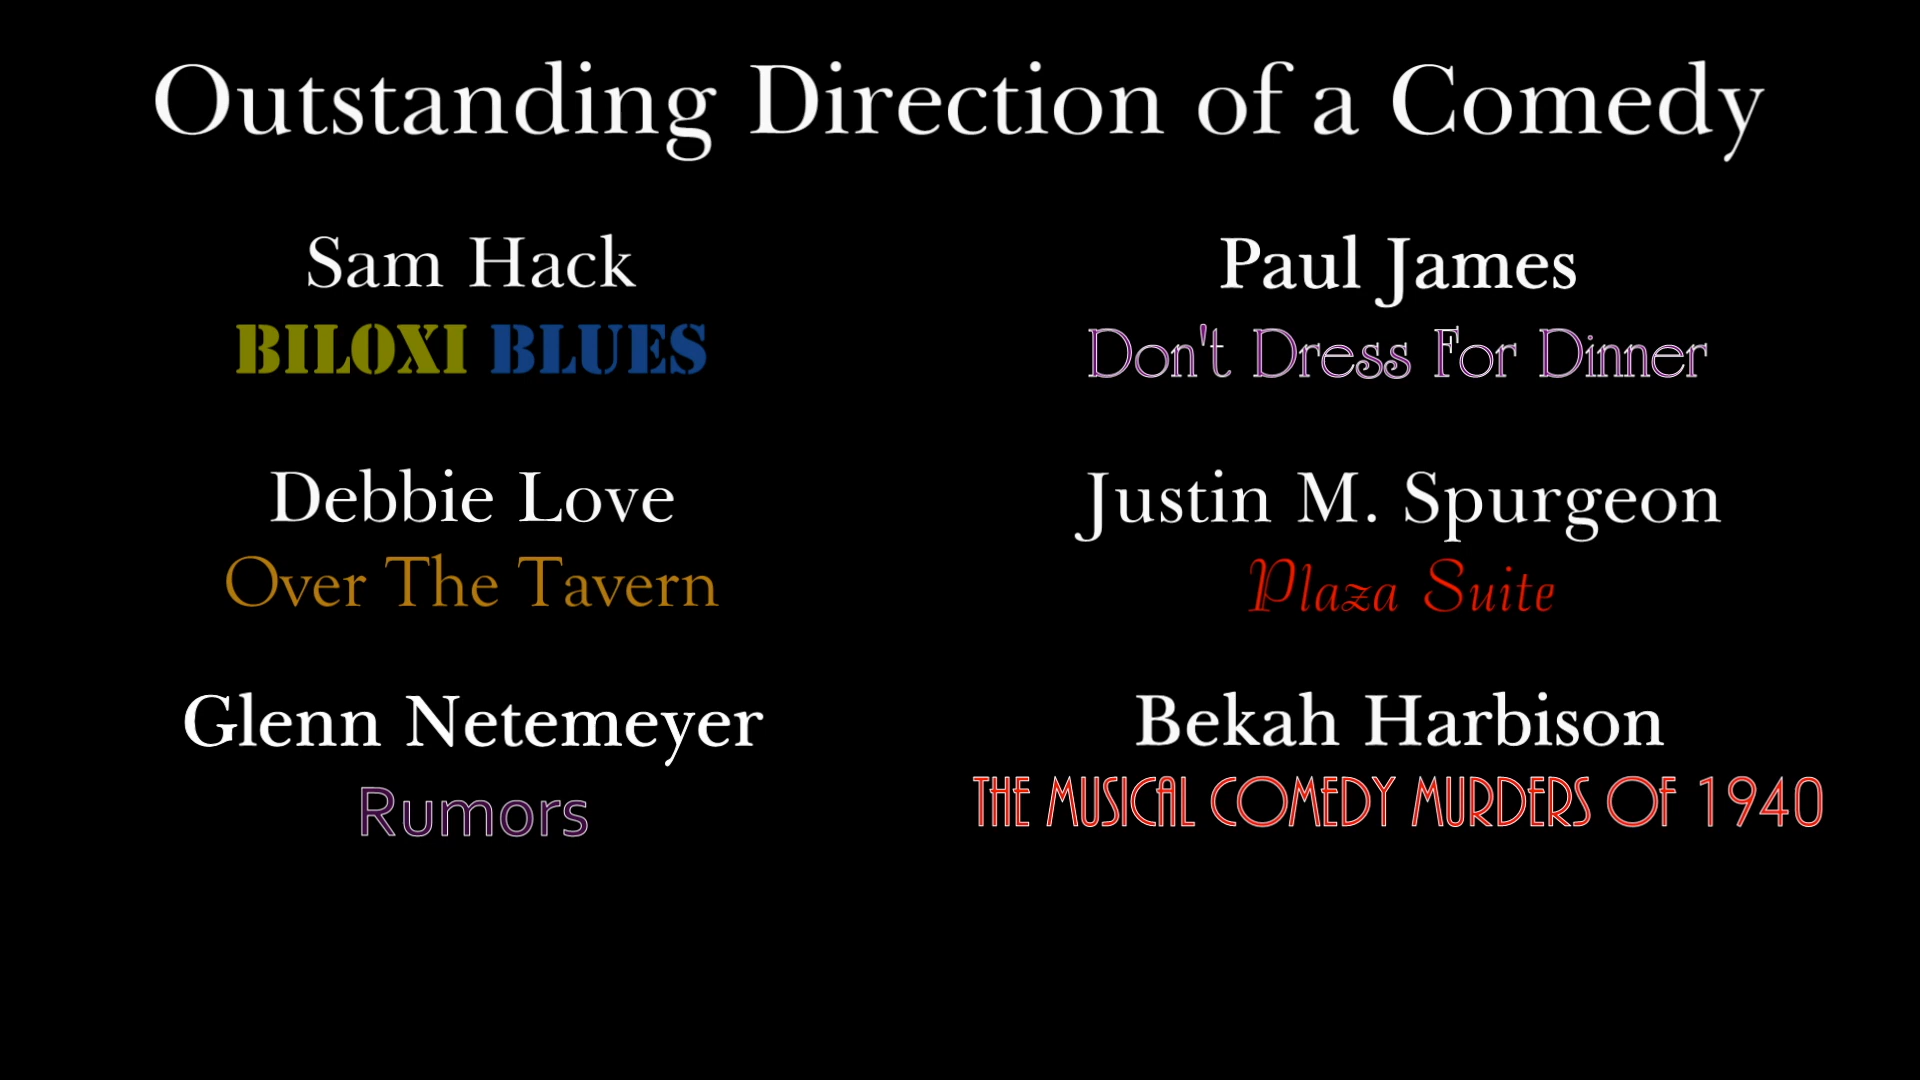 Outstanding Direction of a Comedy
Sam Hack
BILOXI BLUES
Paul James
Don't Dress For Dinner
Debbie Love
Over The Tavern
Justin M. Spurgeon
Plaza Suite
Glenn Netemeyer
Rumors
Bekah Harbison
THE MUSICAL COMEDY MURDERS OF 1940